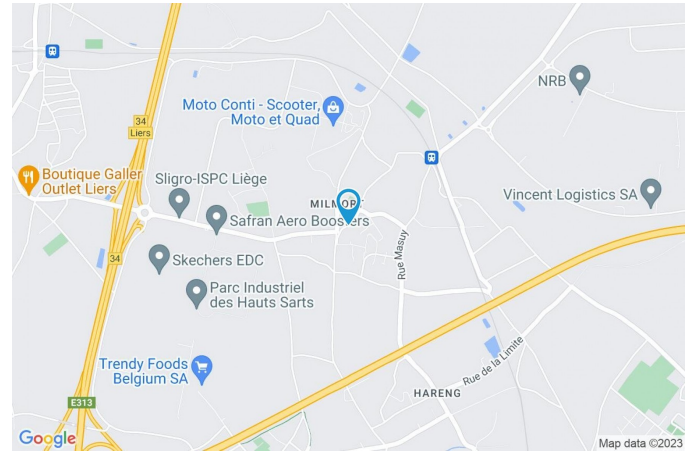 NRB
Moto Conti - Scooter,
Moto et Quad
34
Liers
Boutique Galler
Outlet Liers
Sligro-ISPC Liège
Vincent Logistics SA
MILMORT
Safran Aero Boosters
Rue Masuy
34
Skechers EDC
Parc Industriel
des Hauts Sarts
Trendy Foods
Belgium SA
Rue de la Limite
HARENG
E313
Google
Map data ©2023